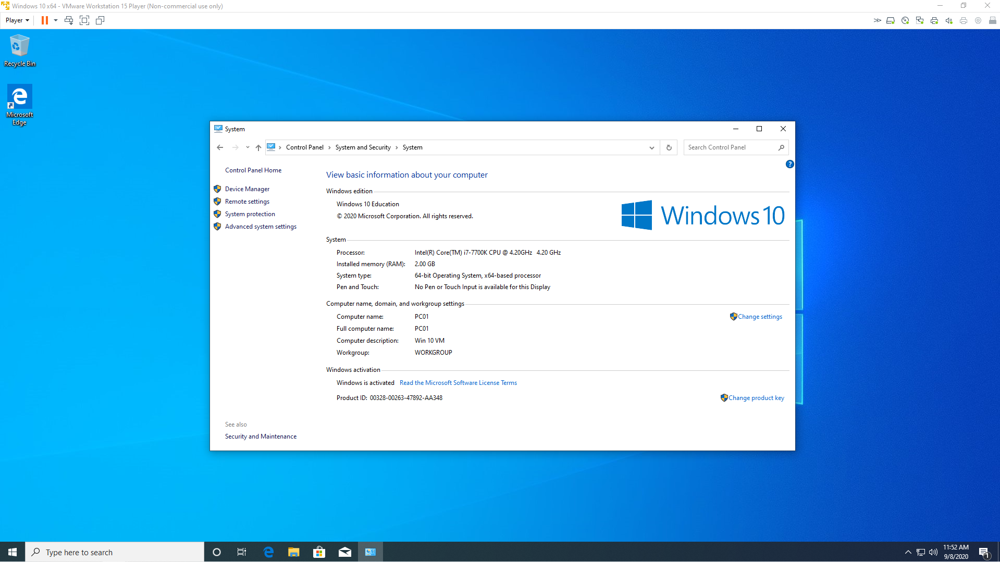 Windows 10 x64 - VMware Workstation 15 Player (Non-commercial use only)
Player
Recycle Bin
Microsoft
Edge
System
Control Panel › System and Security › System
Search Control Panel
Control Panel Home
Device Manager
Remote settings
System protection
Advanced system settings
See also
Security and Maintenance
View basic information about your computer
Windows edition
Windows 10 Education
© 2020 Microsoft Corporation. All rights reserved.
Windows 10
System
Processor: Intel(R) Core(TM) i7-7700K CPU @ 4.20GHz 4.20 GHz
Installed memory (RAM): 2.00 GB
System type: 64-bit Operating System, x64-based processor
Pen and Touch: No Pen or Touch Input is available for this Display
Computer name, domain, and workgroup settings
Computer name: PC01 Change settings
Full computer name: PC01
Computer description: Win 10 VM
Workgroup: WORKGROUP
Windows activation
Windows is activated Read the Microsoft Software License Terms
Product ID: 00328-00263-47892-AA348 Change product key
Type here to search
11:52 AM
9/8/2020
1